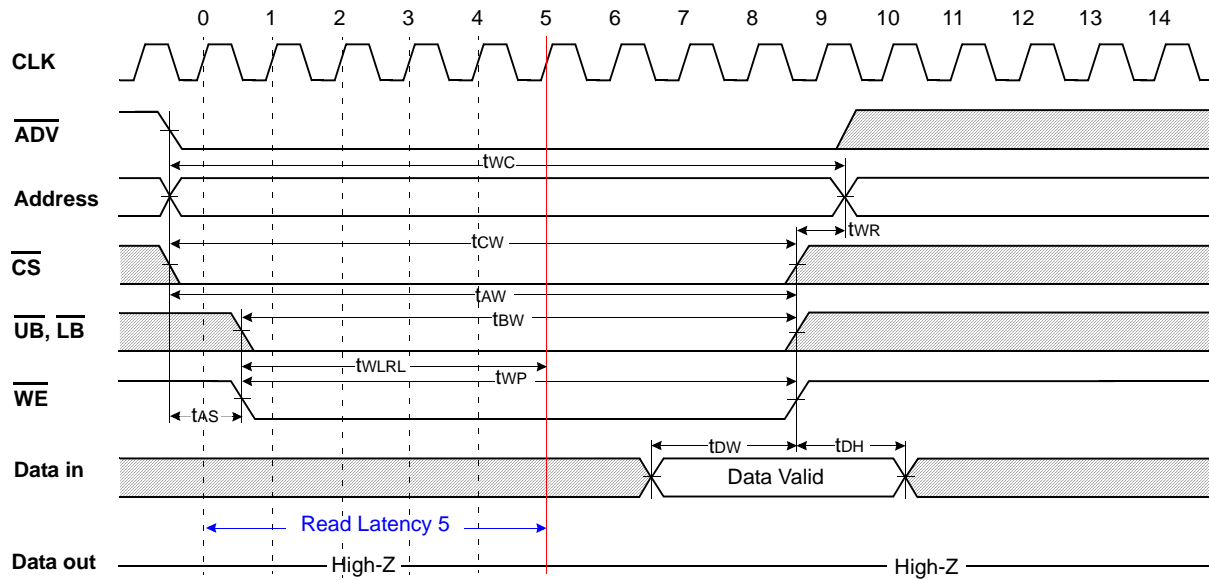 0 1 2 3 4 5 6 7 8 9 10 11 12 13 14
CLK
ADV
tWC
Address
tWR
tCW
CS
tAW
UB, LB
tBW
tWLRL
tWP
WE
tAS
tDW
tDH
Data in
Data Valid
Read Latency 5
Data out
High-Z
High-Z